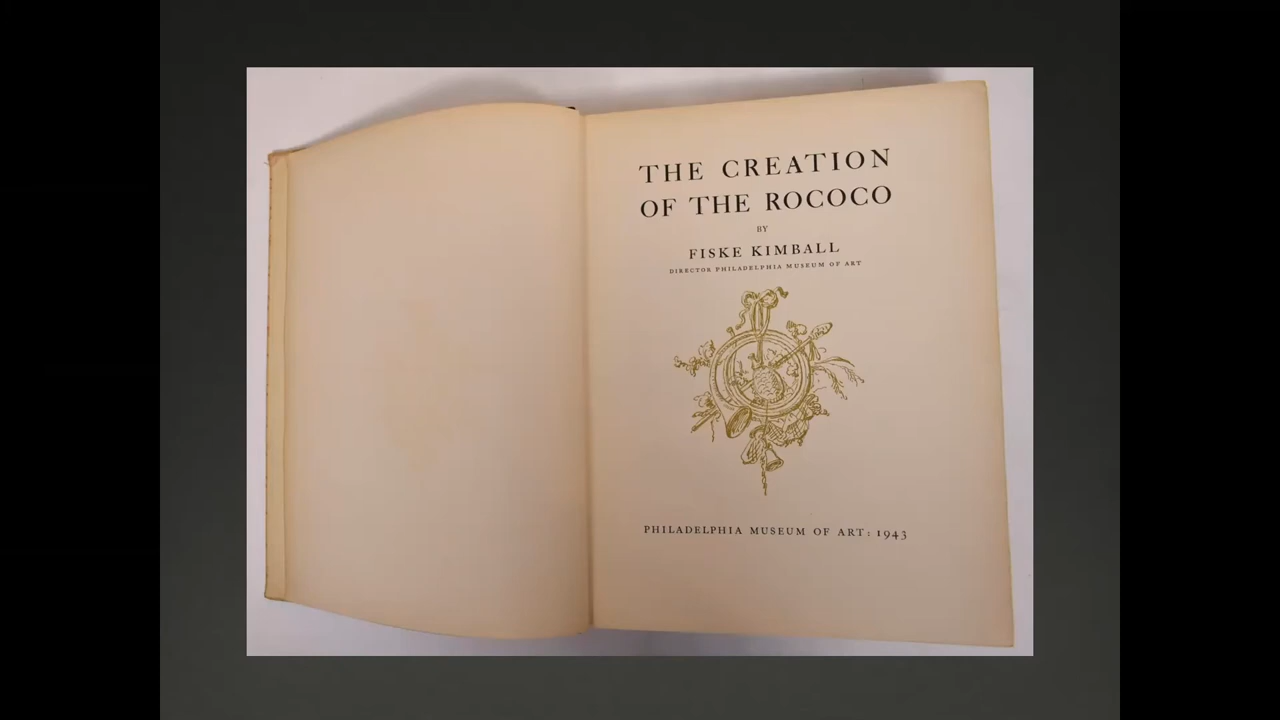 THE CREATION
OF THE ROCOCO
BY
FISKE KIMBALL
DIRECTOR PHILADELPHIA MUSEUM OF ART
PHILADELPHIA MUSEUM OF ART: 1943